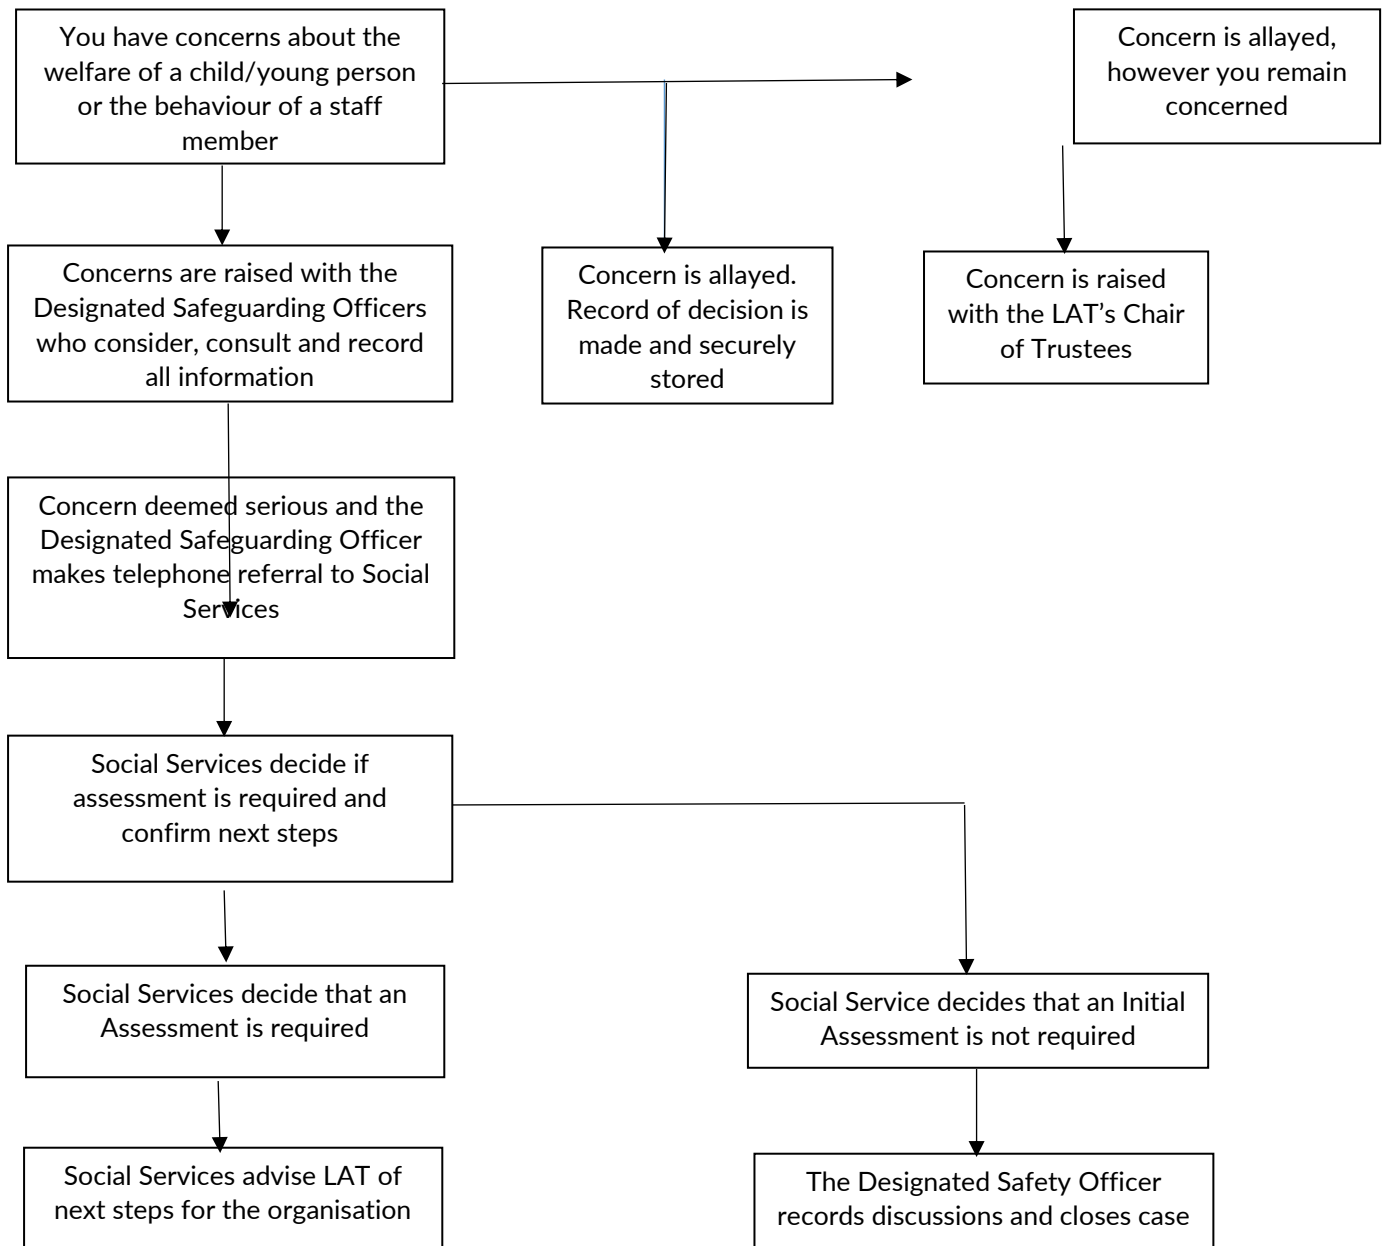 You have concerns about the
welfare of a child/young person
or the behaviour of a staff
member
Concern is allayed,
however you remain
concerned
Concerns are raised with the
Designated Safeguarding Officers
who consider, consult and record
all information
Concern is allayed.
Record of decision is
made and securely
stored
Concern is raised
with the LAT’s Chair
of Trustees
Concern deemed serious and the
Designated Safeguarding Officer
makes telephone referral to Social
Services
Social Services decide if
assessment is required and
confirm next steps
Social Services decide that an
Assessment is required
Social Service decides that an Initial
Assessment is not required
Social Services advise LAT of
next steps for the organisation
The Designated Safety Officer
records discussions and closes case